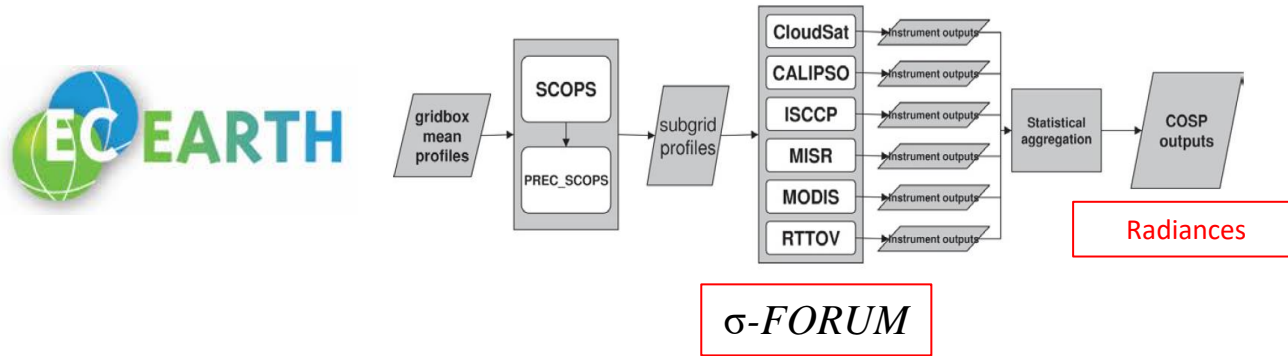 EC EARTH
gridbox
mean
profiles
SCOPS
PREC_SCOPS
subgrid
profiles
CloudSat
CALIPSO
ISCCP
MISR
MODIS
RTTOV
Instrument outputs
Instrument outputs
Instrument outputs
Instrument outputs
Instrument outputs
Instrument outputs
Statistical
aggregation
COSP
outputs
Radiances
σ-FORUM